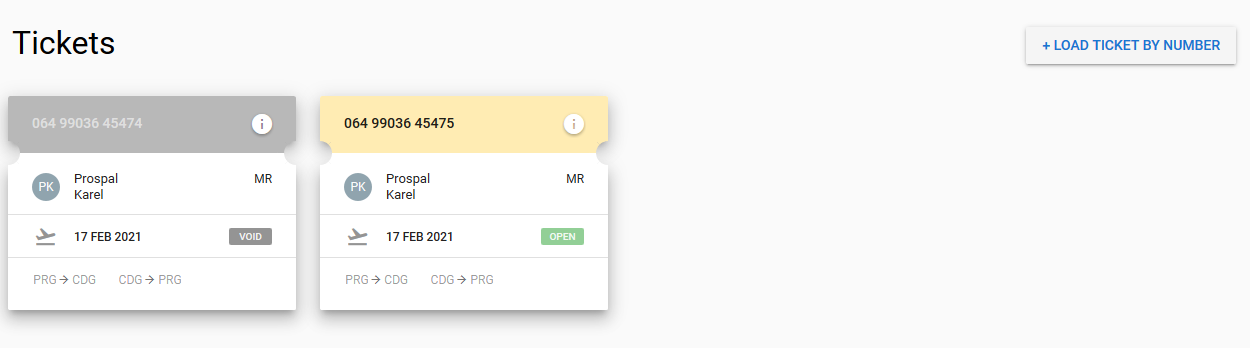 Tickets
+ LOAD TICKET BY NUMBER
064 99036 45474
i
PK
Prospal
Karel
MR
17 FEB 2021
VOID
PRG → CDG CDG → PRG
064 99036 45475
i
PK
Prospal
Karel
MR
17 FEB 2021
OPEN
PRG → CDG CDG → PRG